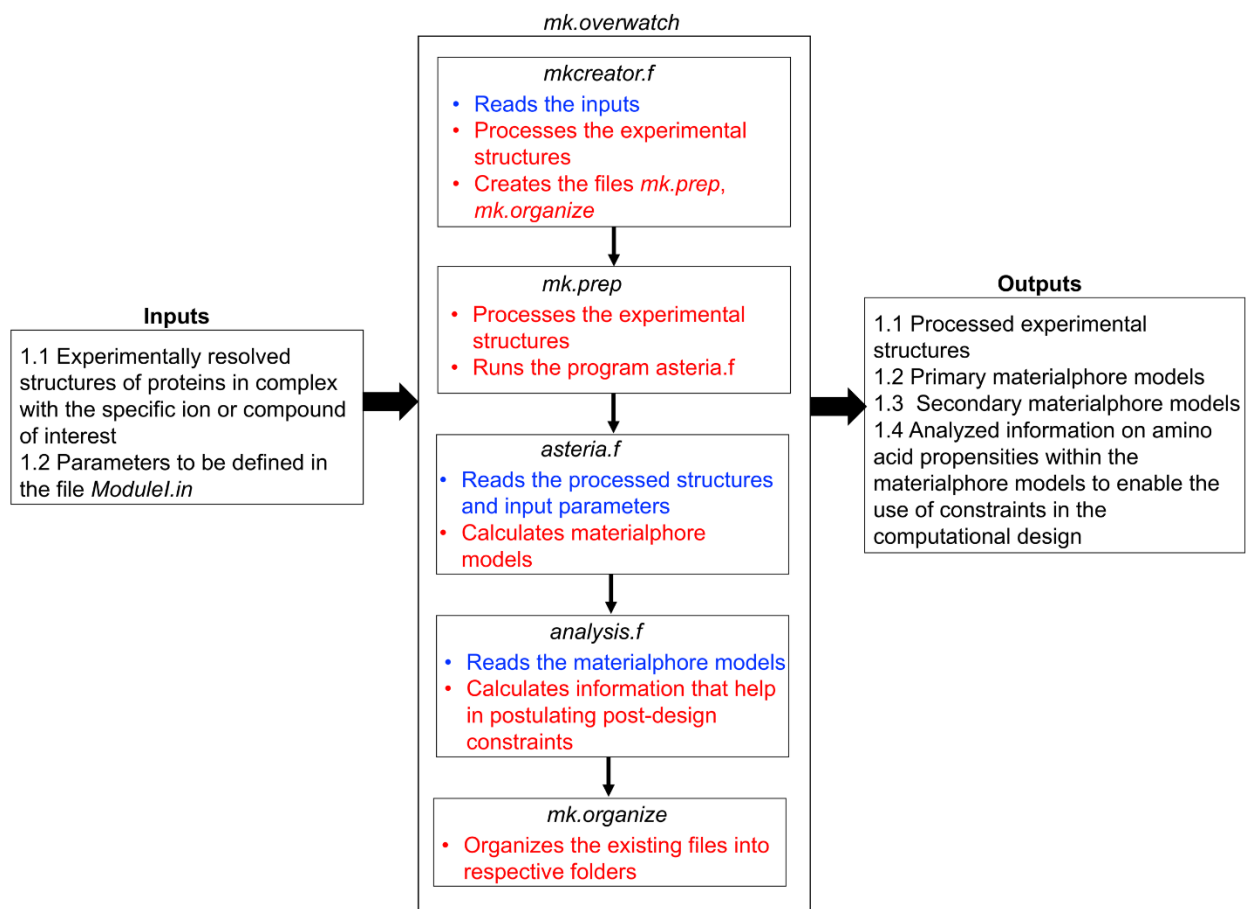 mk.overwatch
mkcreator.f
• Reads the inputs
• Processes the experimental
structures
• Creates the files mk.prep,
mk.organize
mk.prep
• Processes the experimental
structures
• Runs the program asteria.f
asteria.f
• Reads the processed structures
and input parameters
• Calculates materialphore
models
analysis.f
• Reads the materialphore models
• Calculates information that help
in postulating post-design
constraints
mk.organize
• Organizes the existing files into
respective folders
Inputs
1.1 Experimentally resolved
structures of proteins in complex
with the specific ion or compound
of interest
1.2 Parameters to be defined in
the file ModuleI.in
Outputs
1.1 Processed experimental
structures
1.2 Primary materialphore models
1.3 Secondary materialphore models
1.4 Analyzed information on amino
acid propensities within the
materialphore models to enable the
use of constraints in the
computational design